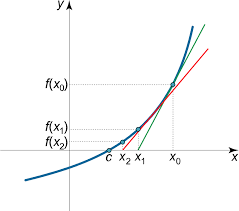 y
f(x₀)
f(x₁)
f(x₂)
c x₂ x₁ x₀ x